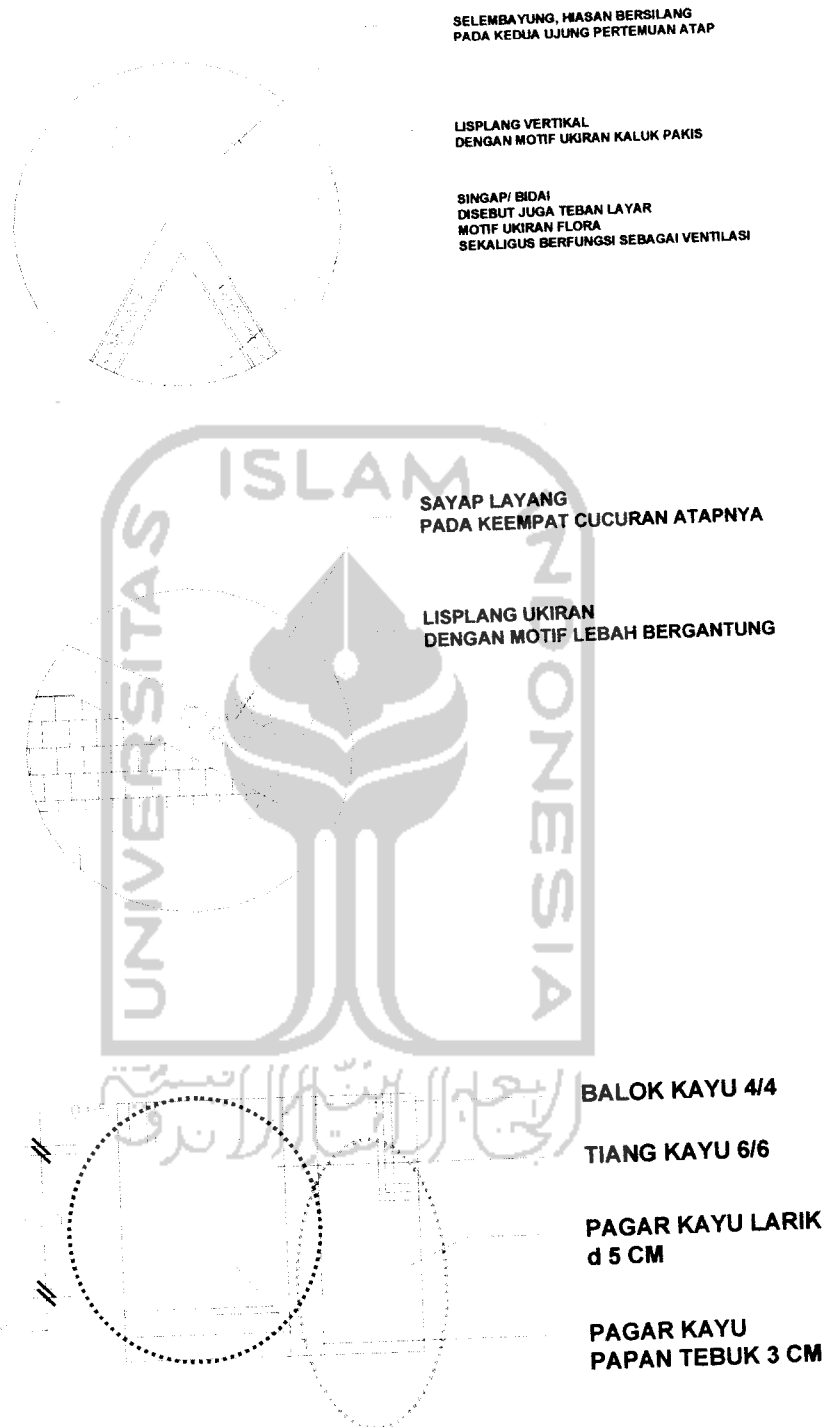 SELEMBAYUNG, HIASAN BERSILANG
PADA KEDUA UJUNG PERTEMUAN ATAP
LISPLANG VERTIKAL
DENGAN MOTIF UKIRAN KALUK PAKIS
SINGAP/ BIDAI
DISEBUT JUGA TEBAN LAYAR
MOTIF UKIRAN FLORA
SEKALIGUS BERFUNGSI SEBAGAI VENTILASI
ISLAM
UNIVERSITAS
INDONESIA
SAYAP LAYANG
PADA KEEMPAT CUCURAN ATAPNYA
LISPLANG UKIRAN
DENGAN MOTIF LEBAH BERGANTUNG
BALOK KAYU 4/4
TIANG KAYU 6/6
PAGAR KAYU LARIK
d 5 CM
PAGAR KAYU
PAPAN TEBUK 3 CM